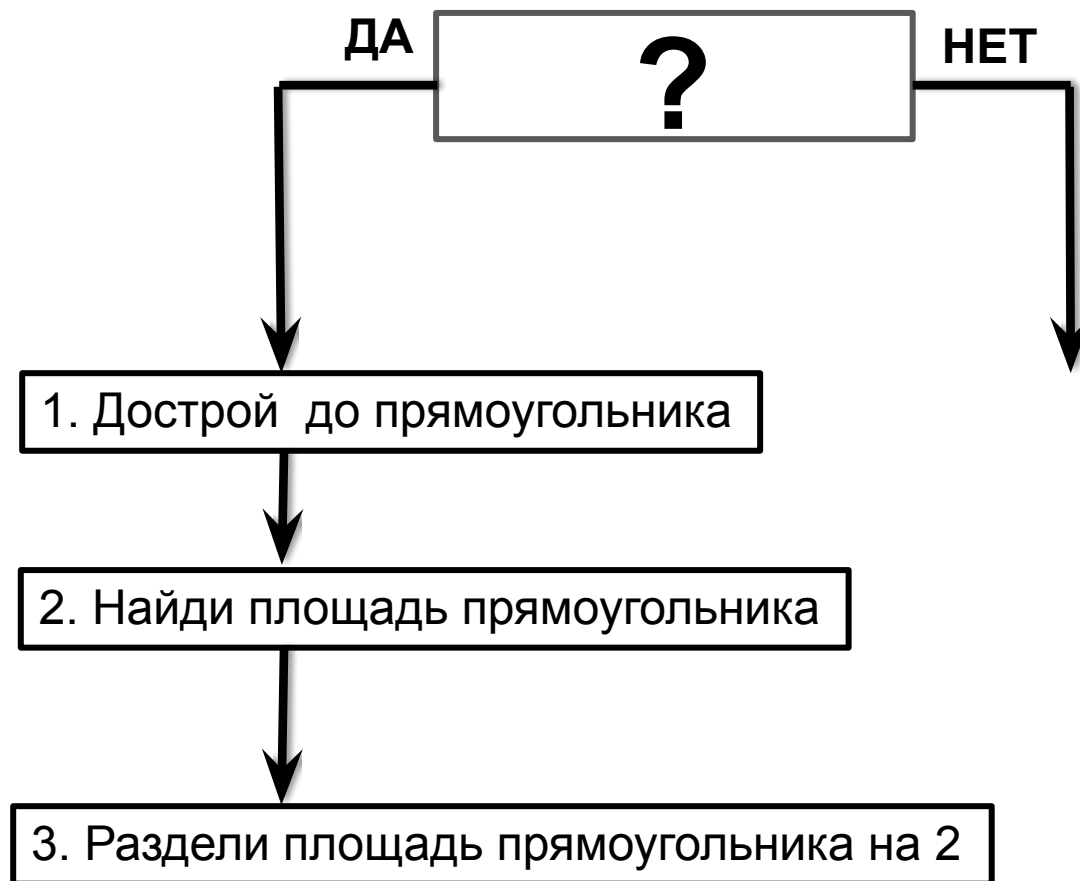 ДА
?
НЕТ
1. Дострой до прямоугольника
2. Найди площадь прямоугольника
3. Раздели площадь прямоугольника на 2